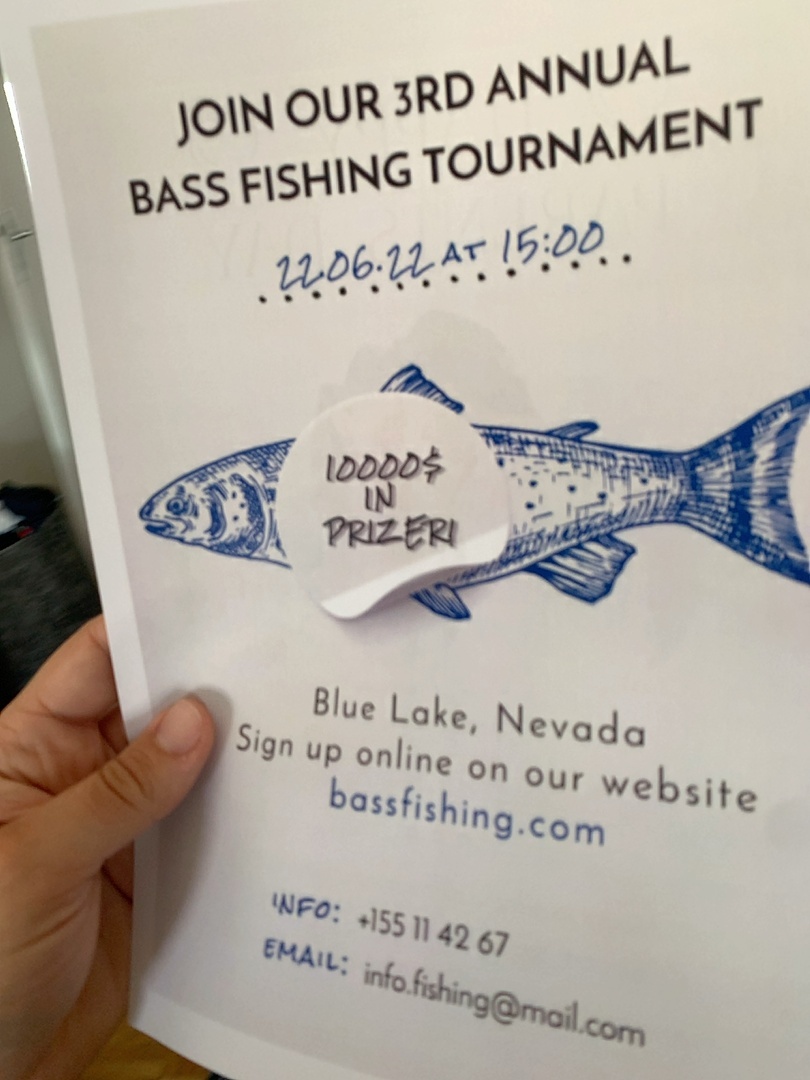 JOIN OUR 3RD ANNUAL
BASS FISHING TOURNAMENT
22.06.22 AT 15:00
10000$
IN
PRIZER!
Blue Lake, Nevada
Sign up online on our website
bassfishing.com
INFO: +155 11 42 67
EMAIL: info.fishing@mail.com